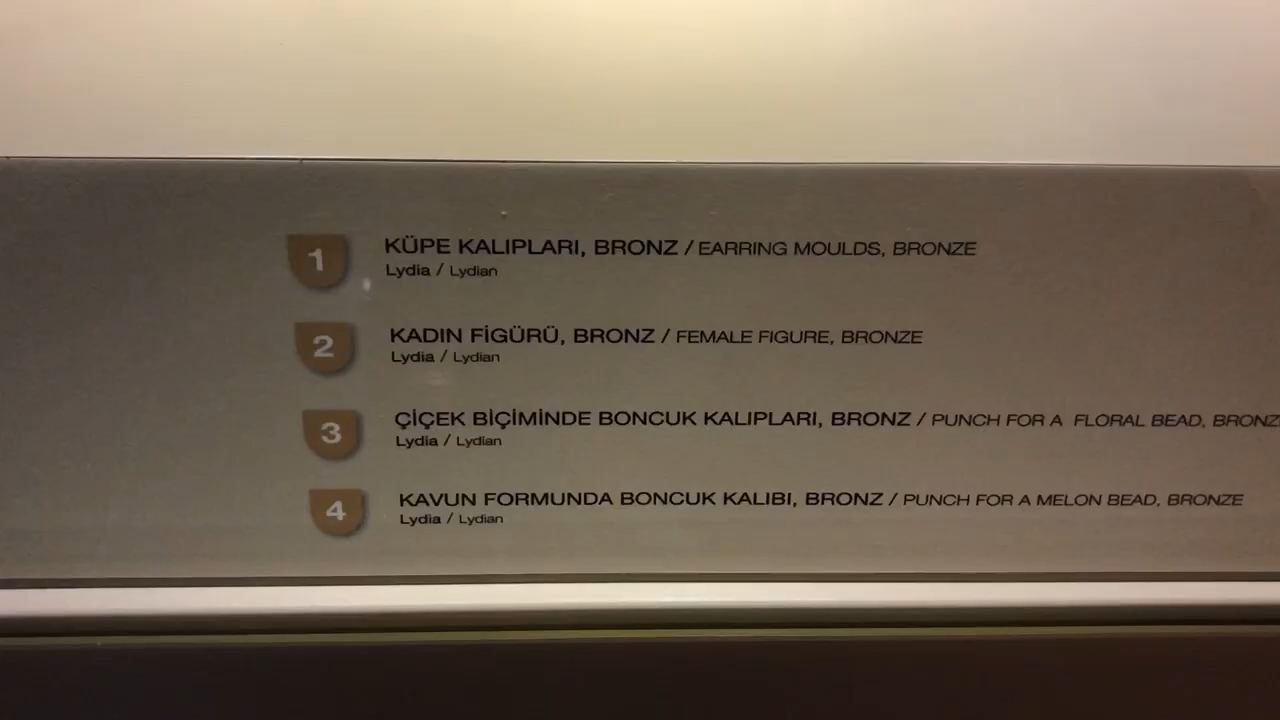 1 KÜPE KALIPLARI, BRONZ / EARRING MOULDS, BRONZE
Lydia / Lydian
2 KADIN FİGÜRÜ, BRONZ / FEMALE FIGURE, BRONZE
Lydia / Lydian
3 ÇİÇEK BİÇİMİNDE BONCUK KALIPLARI, BRONZ / PUNCH FOR A FLORAL BEAD, BRONZ
Lydia / Lydian
4 KAVUN FORMUNDA BONCUK KALIBI, BRONZ / PUNCH FOR A MELON BEAD, BRONZE
Lydia / Lydian